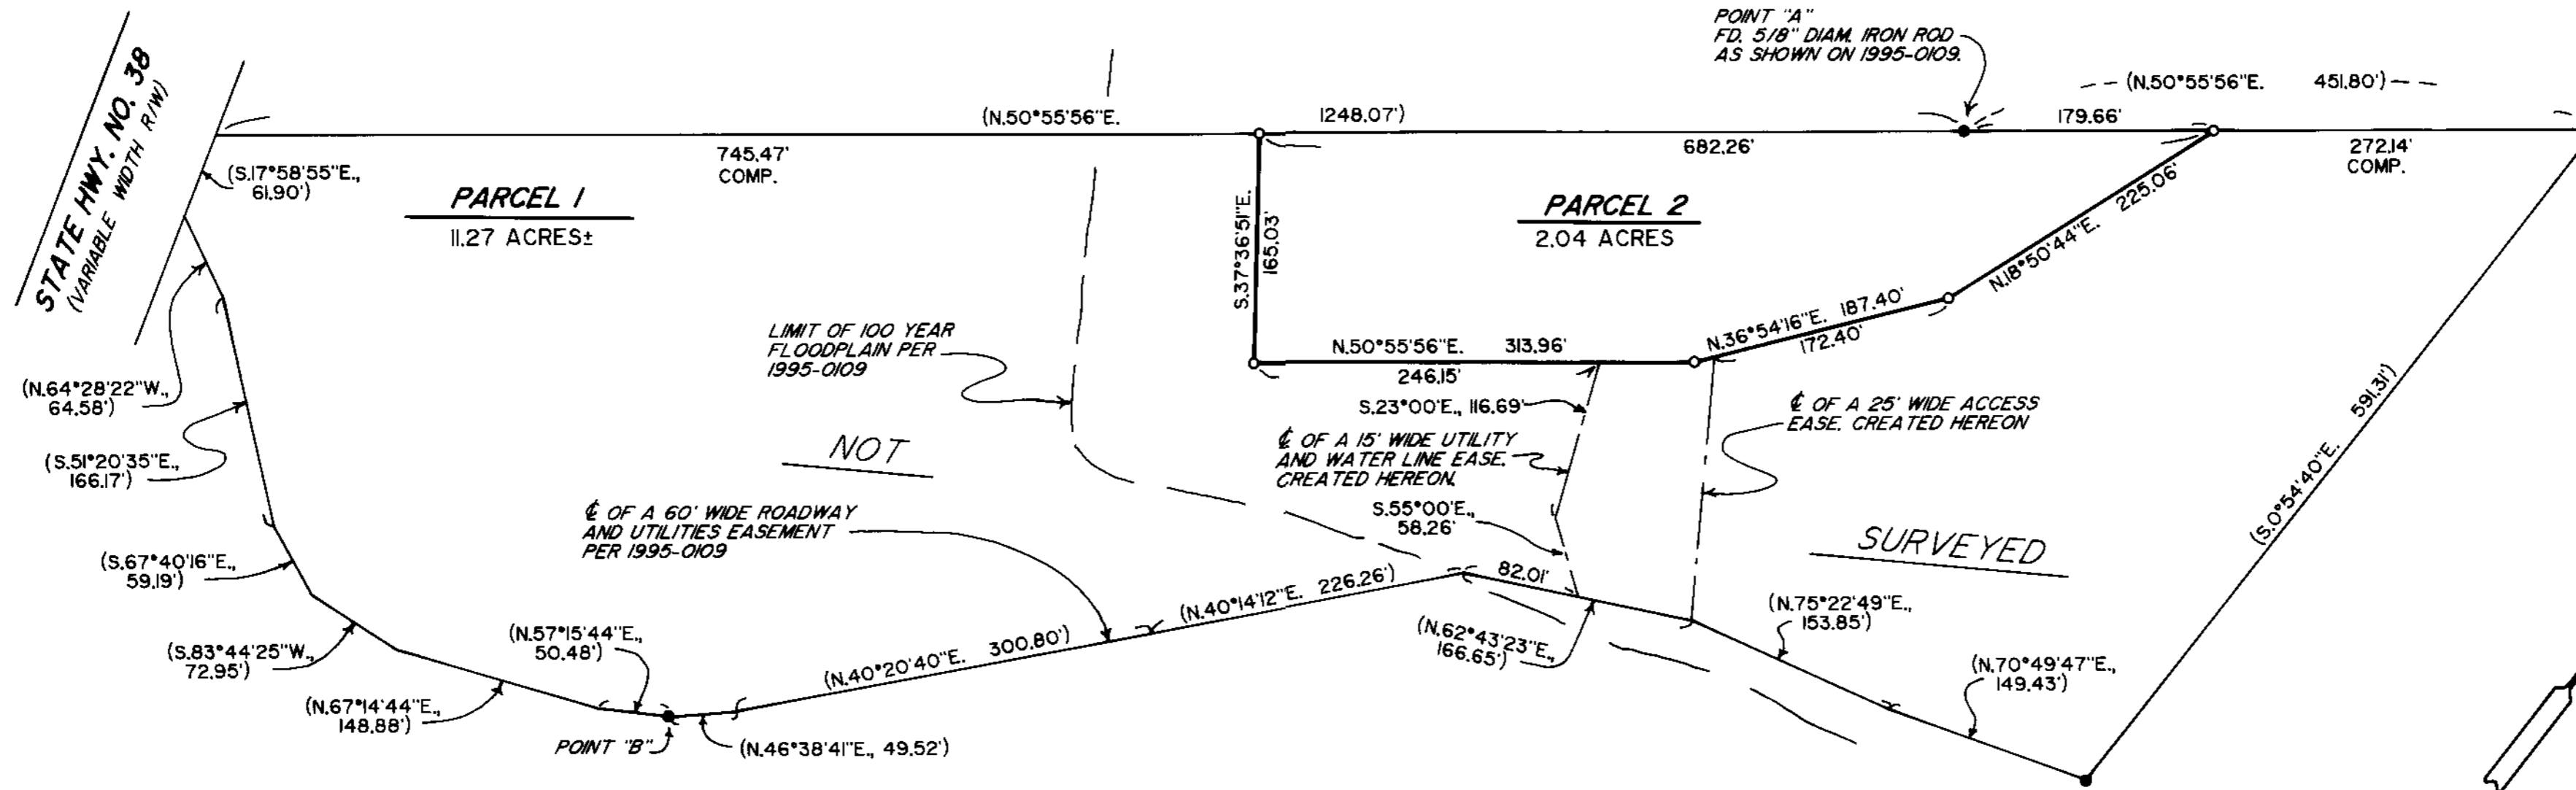 STATE HWY. NO. 38
(VARIABLE WIDTH R/W)
(S.17°58'55"E.,
61.90')
PARCEL 1
11.27 ACRES±
(N.50°55'56"E.
1248.07')
745.47'
COMP.
POINT "A"
FD. 5/8" DIAM. IRON ROD
AS SHOWN ON 1995-0109.
(N.50°55'56"E.
451.80')
179.66'
682.26'
272.14'
COMP.
PARCEL 2
2.04 ACRES
S.37°36'51"E.
165.03'
N.18°50'44"E.
225.06'
N.36°54'16"E.
187.40'
172.40'
N.50°55'56"E.
313.96'
246.15'
LIMIT OF 100 YEAR
FLOODPLAIN PER
1995-0109
S.23°00'E., 116.69'
℄ OF A 25' WIDE ACCESS
EASE. CREATED HEREON
℄ OF A 15' WIDE UTILITY
AND WATER LINE EASE.
CREATED HEREON.
S.55°00'E.,
58.26'
(N.64°28'22"W.,
64.58')
(S.51°20'35"E.,
166.17')
NOT
℄ OF A 60' WIDE ROADWAY
AND UTILITIES EASEMENT
PER 1995-0109
SURVEYED
591.31')
(S.0°54'40"E.
(S.67°40'16"E.,
59.19')
(S.83°44'25"W.,
72.95')
(N.67°14'44"E.,
148.88')
(N.57°15'44"E.,
50.48')
POINT "B"
(N.46°38'41"E., 49.52')
(N.40°20'40"E.
300.80')
(N.40°14'12"E.
226.26')
82.01'
(N.62°43'23"E.,
166.65')
(N.75°22'49"E.,
153.85')
(N.70°49'47"E.,
149.43')